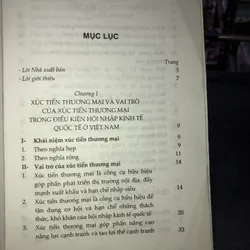 MỤC LỤC
Trang
- Lời Nhà xuất bản 5
- Lời giới thiệu 7
Chương 1
XÚC TIẾN THƯƠNG MẠI VÀ VAI TRÒ
CỦA XÚC TIẾN THƯƠNG MẠI
TRONG ĐIỀU KIỆN HỘI NHẬP KINH TẾ
QUỐC TẾ Ở VIỆT NAM 9
I- Khái niệm xúc tiến thương mại 9
1. Theo nghĩa hẹp 9
2. Theo nghĩa rộng 11
II- Vai trò của xúc tiến thương mại
1. Xúc tiến thương mại là công cụ hữu hiệu
góp phần phát triển thị trường nội địa, đẩy
mạnh xuất khẩu và hạn chế nhập siêu 14
2. Xúc tiến thương mại là công cụ hữu hiệu để
tận dụng cơ hội và hạn chế những thách
thức, khó khăn của hội nhập kinh tế quốc tế 20
3. Xúc tiến thương mại góp phần nâng cao
năng lực cạnh tranh và tạo lợi thế cạnh tranh 33